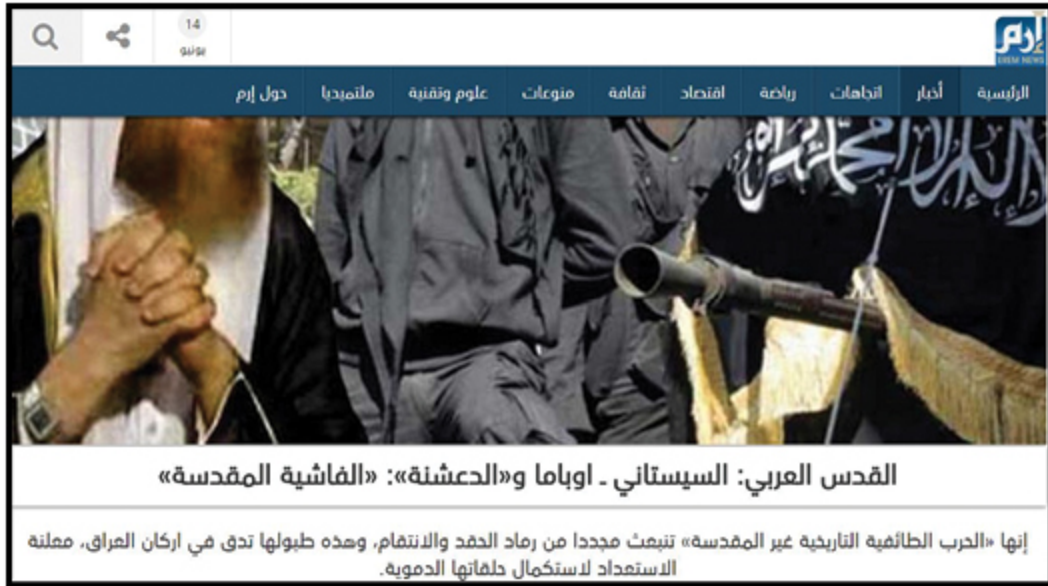 إرم
EREM NEWS
14
يونيو
الرئيسية أخبار اتجاهات رياضة اقتصاد ثقافة منوعات علوم وتقنية ملتميديا حول إرم
القدس العربي: السيستاني ـ اوباما و«الدعشنة»: «الفاشية المقدسة»
إنها «الحرب الطائفية التاريخية غير المقدسة» تنبعث مجددا من رماد الحقد والانتقام، وهذه طبولها تدق في اركان العراق، معلنة
الاستعداد لاستكمال حلقاتها الدموية.